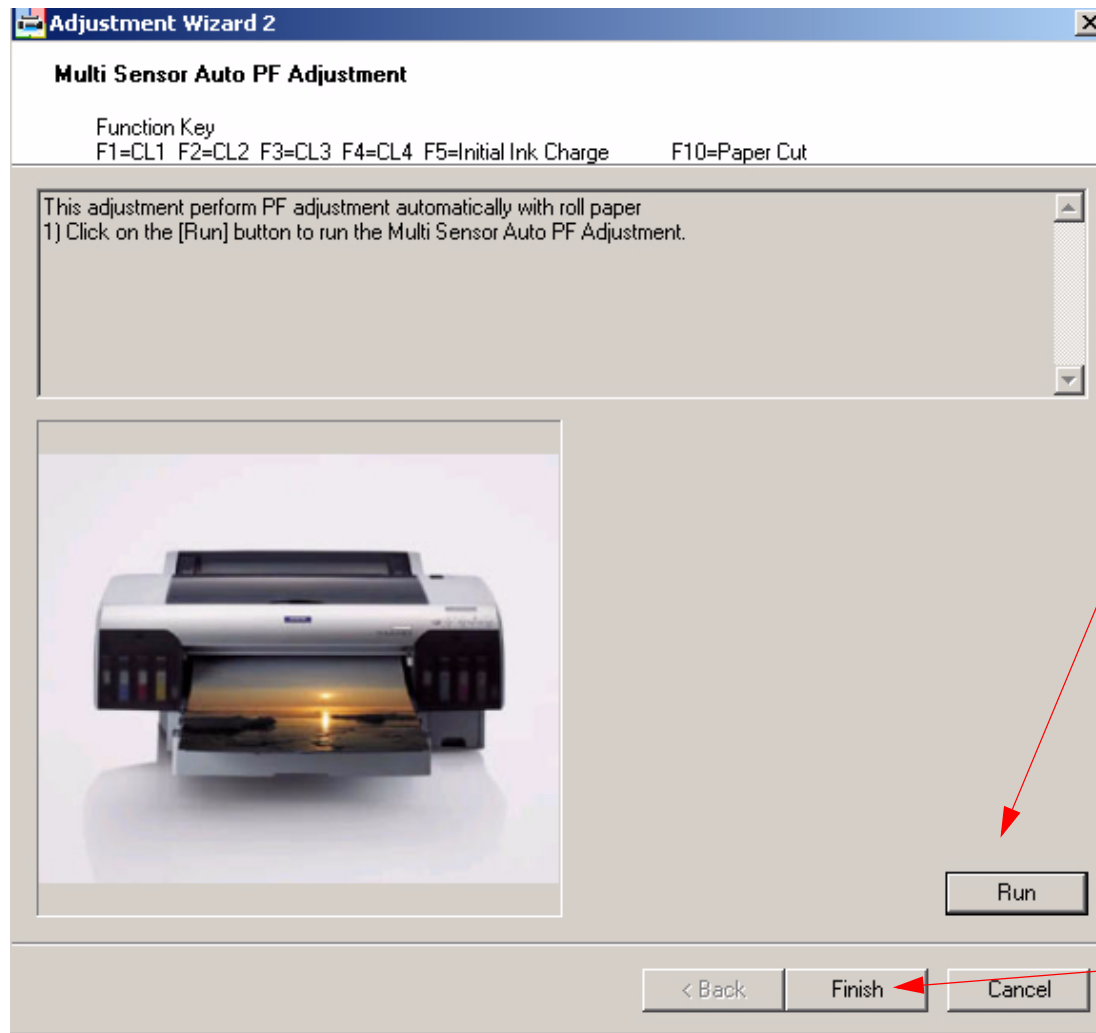 Adjustment Wizard 2
Multi Sensor Auto PF Adjustment
Function Key
F1=CL1 F2=CL2 F3=CL3 F4=CL4 F5=Initial Ink Charge F10=Paper Cut
This adjustment perform PF adjustment automatically with roll paper
1) Click on the [Run] button to run the Multi Sensor Auto PF Adjustment.
Run
< Back Finish Cancel